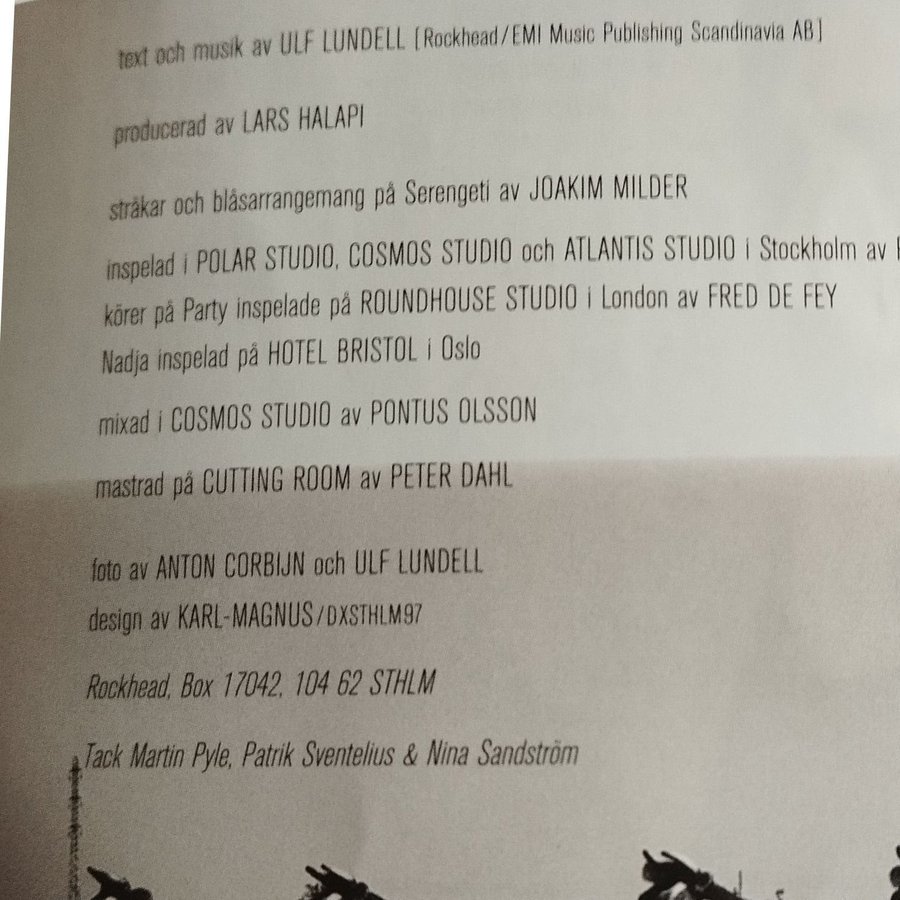 text och musik av ULF LUNDELL [Rockhead/EMI Music Publishing Scandinavia AB]
producerad av LARS HALAPI
stråkar och blåsarrangemang på Serengeti av JOAKIM MILDER
inspelad i POLAR STUDIO, COSMOS STUDIO och ATLANTIS STUDIO i Stockholm av
körer på Party inspelade på ROUNDHOUSE STUDIO i London av FRED DE FEY
Nadja inspelad på HOTEL BRISTOL i Oslo
mixad i COSMOS STUDIO av PONTUS OLSSON
mastrad på CUTTING ROOM av PETER DAHL
foto av ANTON CORBIJN och ULF LUNDELL
design av KARL-MAGNUS/DXSTHLM97
Rockhead, Box 17042, 104 62 STHLM
Tack Martin Pyle, Patrik Sventelius & Nina Sandström